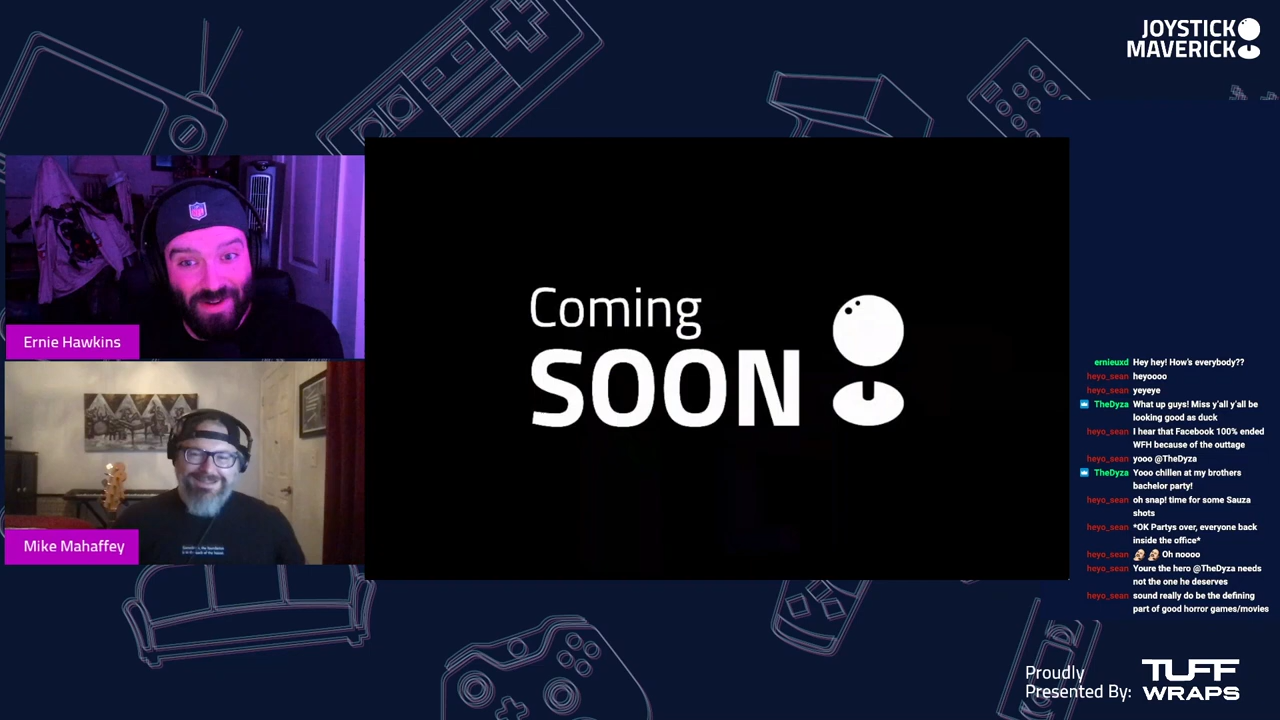 JOYSTICK
MAVERICK
Ernie Hawkins
Mike Mahaffey
Coming
SOON
ernieuxd Hey hey! How's everybody??
heyo_sean heyoooo
heyo_sean yeyeye
TheDyza What up guys! Miss y'all y'all be
looking good as duck
heyo_sean I hear that Facebook 100% ended
WFH because of the outtage
heyo_sean yooo @TheDyza
TheDyza Yooo chillen at my brothers
bachelor party!
heyo_sean oh snap! time for some Sauza
shots
heyo_sean *OK Partys over, everyone back
inside the office*
heyo_sean Oh noooo
heyo_sean Youre the hero @TheDyza needs
not the one he deserves
heyo_sean sound really do be the defining
part of good horror games/movies
Proudly
Presented By:
TUFF
WRAPS